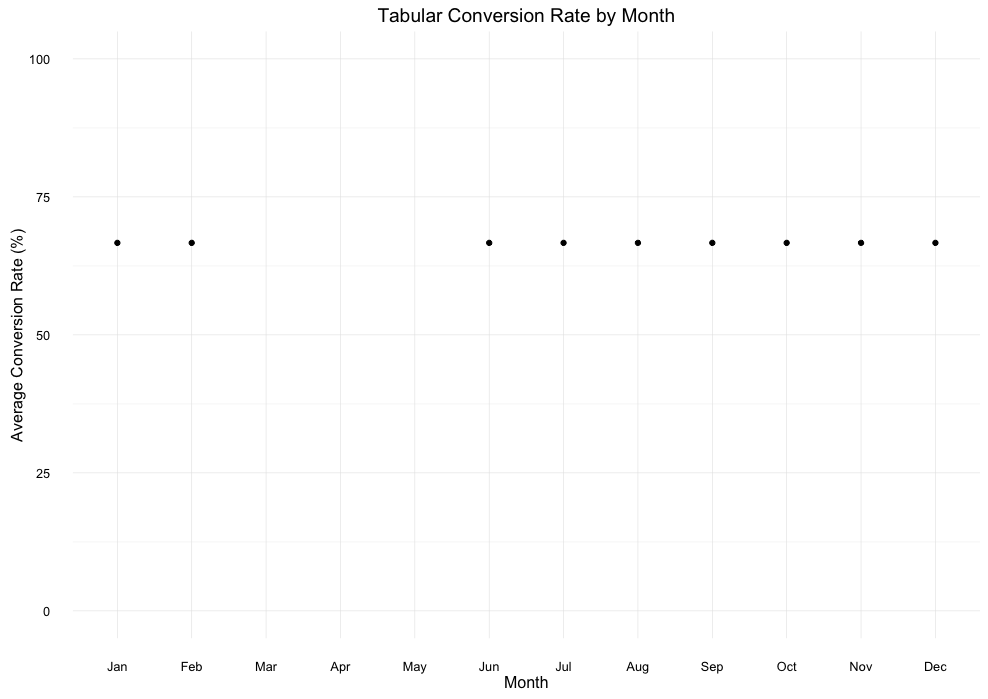 Tabular Conversion Rate by Month
Average Conversion Rate (%)
100
75
50
25
0
Jan Feb Mar Apr May Jun Jul Aug Sep Oct Nov Dec
Month